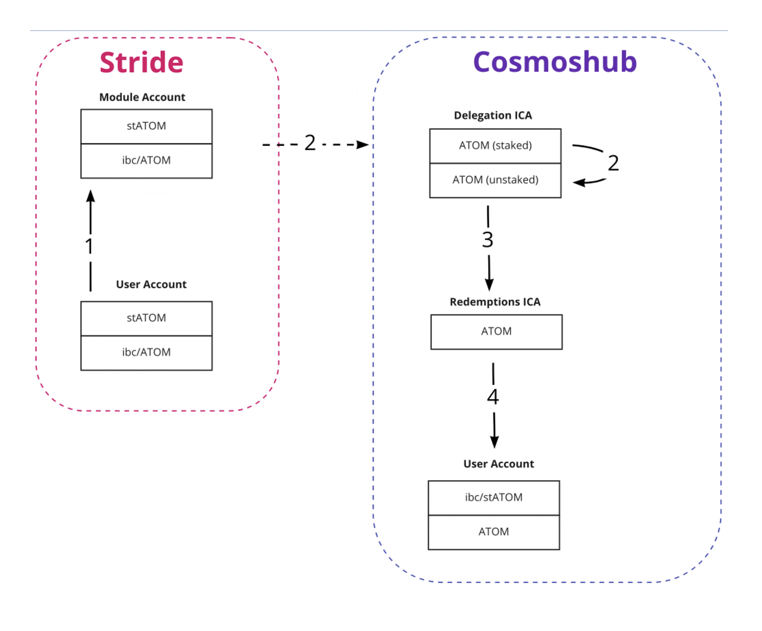 Stride
Module Account
stATOM
ibc/ATOM
1
User Account
stATOM
ibc/ATOM
2
Cosmoshub
Delegation ICA
ATOM (staked)
ATOM (unstaked)
2
3
Redemptions ICA
ATOM
4
User Account
ibc/stATOM
ATOM